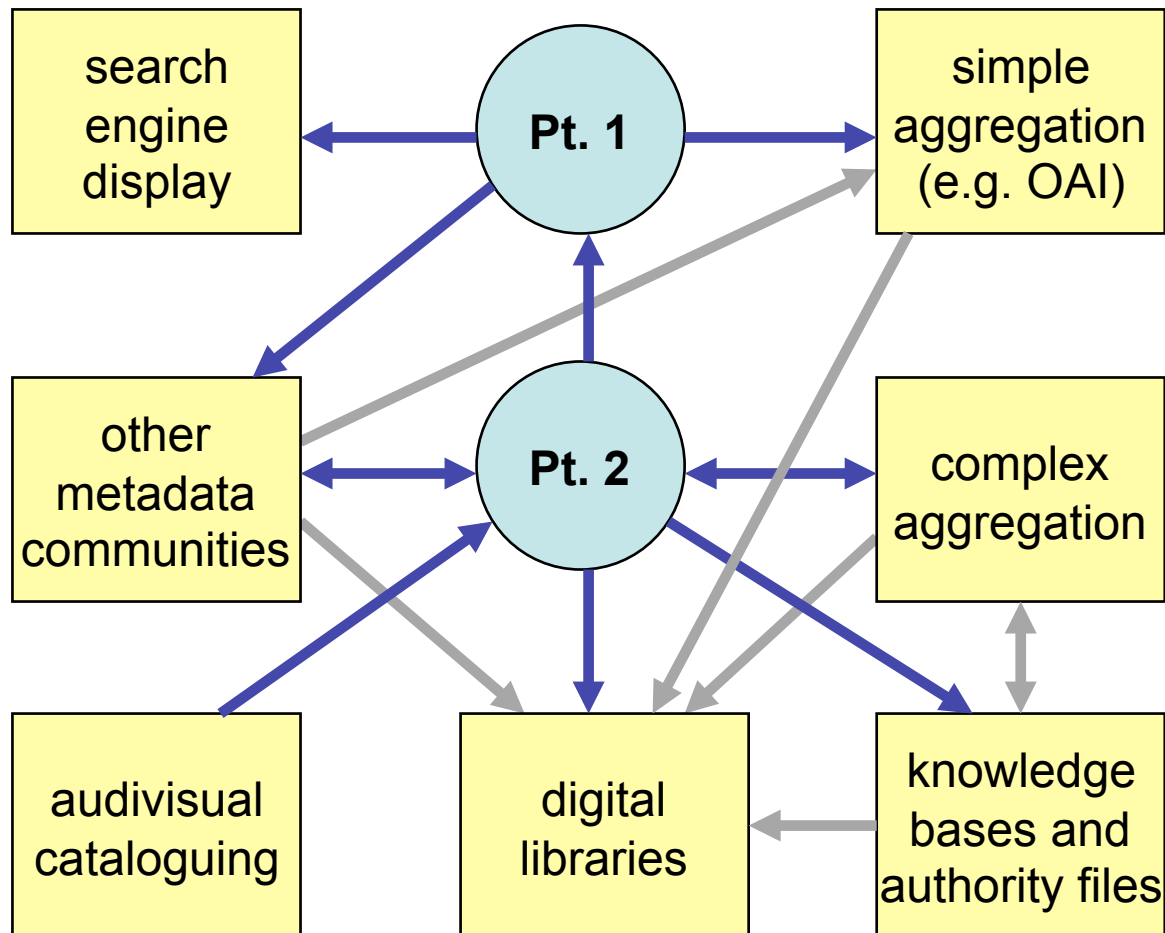 search
engine
display
Pt. 1
simple
aggregation
(e.g. OAI)
other
metadata
communities
Pt. 2
complex
aggregation
audivisual
cataloguing
digital
libraries
knowledge
bases and
authority files